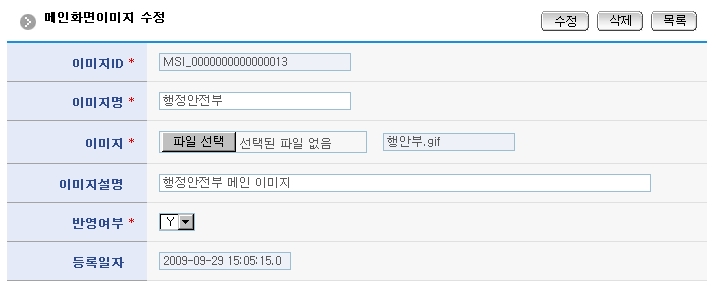 메인화면이미지 수정
수정 삭제 목록
이미지ID * MSI_0000000000000013
이미지명 * 행정안전부
이미지 * 파일 선택 선택된 파일 없음 행안부.gif
이미지설명 행정안전부 메인 이미지
반영여부 * Y
등록일자 2009-09-29 15:05:15.0